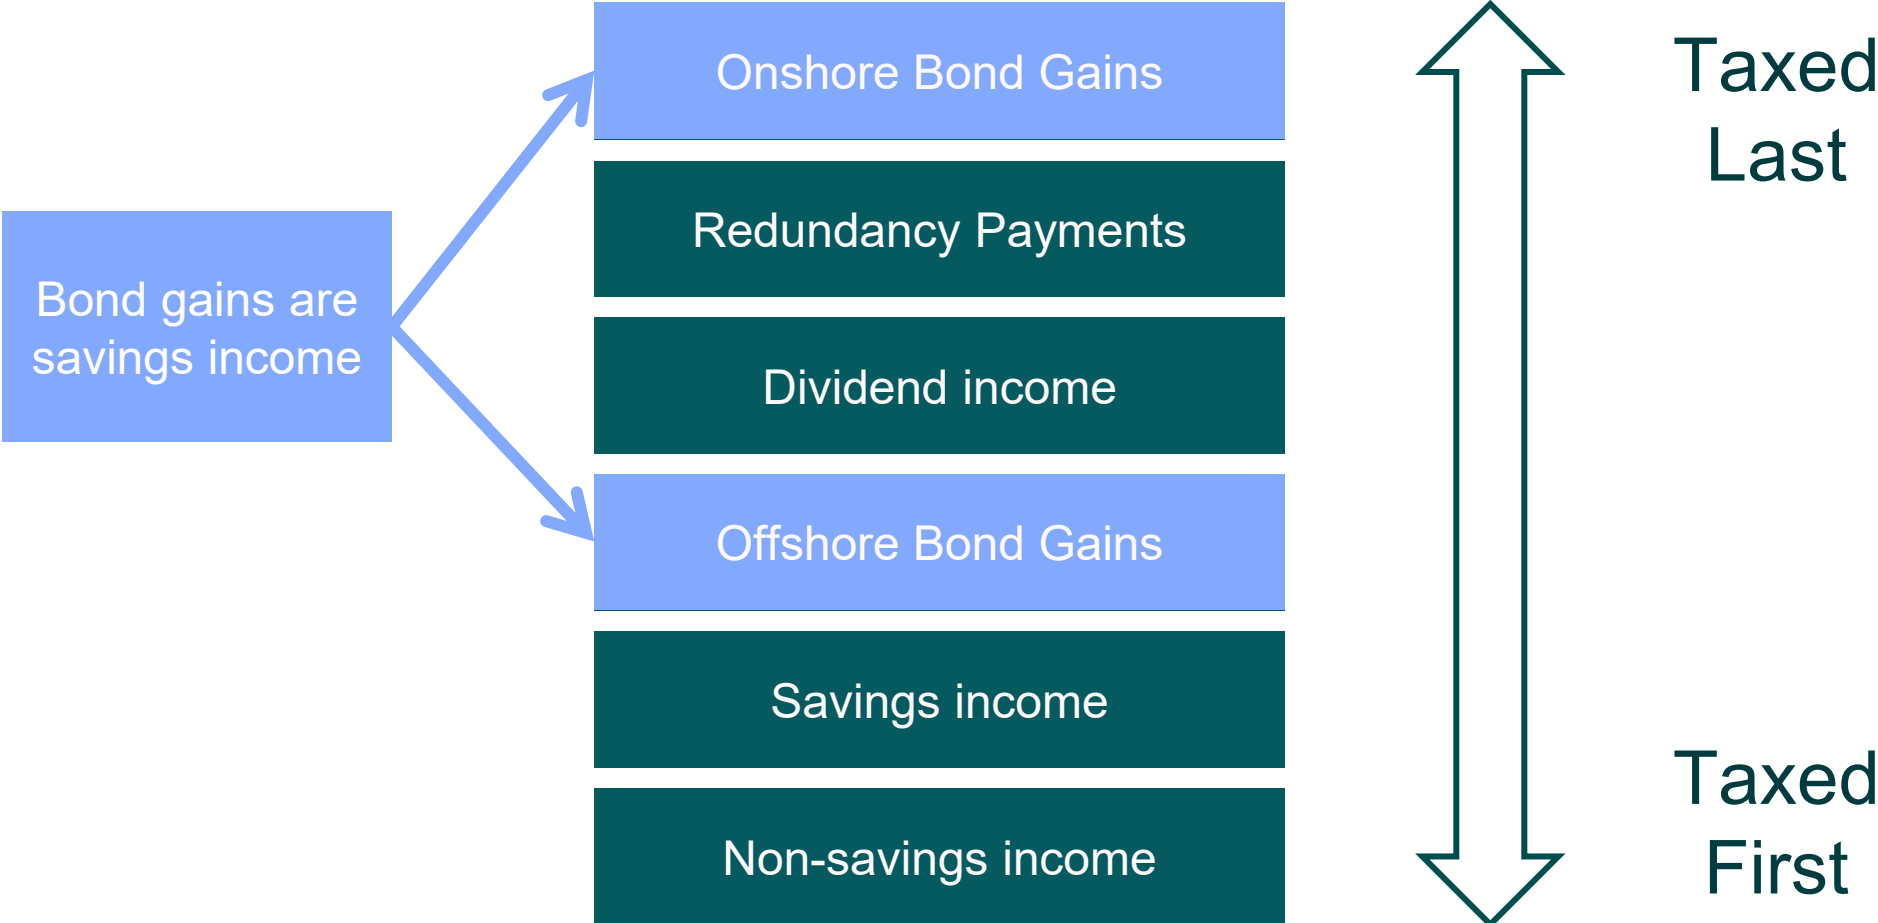 Onshore Bond Gains
Taxed
Last
Redundancy Payments
Bond gains are
savings income
Dividend income
Offshore Bond Gains
Savings income
Taxed
First
Non-savings income